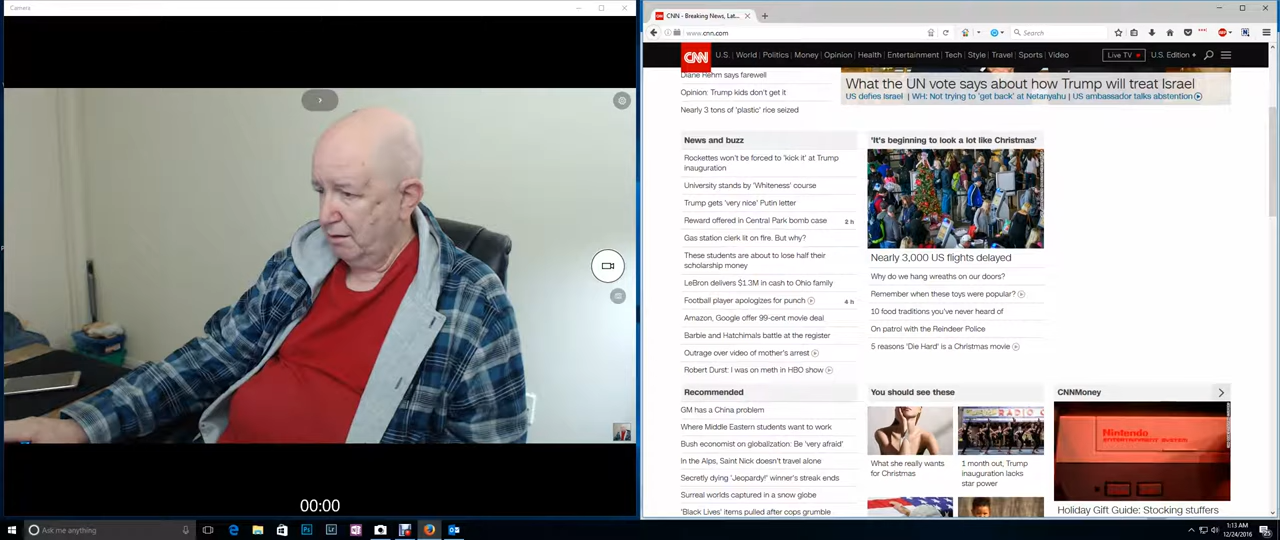 Camera
00:00
CNN - Breaking News, Lat...
www.cnn.com
Search
CNN
U.S. World Politics Money Opinion Health Entertainment Tech Style Travel Sports Video
Live TV
U.S. Edition
Diane Rehm says farewell
Opinion: Trump kids don't get it
Nearly 3 tons of 'plastic' rice seized
What the UN vote says about how Trump will treat Israel
US defies Israel | WH: Not trying to 'get back' at Netanyahu | US ambassador talks abstention
News and buzz
Rockettes won't be forced to 'kick it' at Trump
inauguration
University stands by 'Whiteness' course
Trump gets 'very nice' Putin letter
Reward offered in Central Park bomb case 2 h
Gas station clerk lit on fire. But why?
These students are about to lose half their
scholarship money
LeBron delivers $1.3M in cash to Ohio family
Football player apologizes for punch 4 h
Amazon, Google offer 99-cent movie deal
Barbie and Hatchimals battle at the register
Outrage over video of mother's arrest
Robert Durst: I was on meth in HBO show
'It's beginning to look a lot like Christmas'
Nearly 3,000 US flights delayed
Why do we hang wreaths on our doors?
Remember when these toys were popular?
10 food traditions you've never heard of
On patrol with the Reindeer Police
5 reasons 'Die Hard' is a Christmas movie
Recommended
GM has a China problem
Where Middle Eastern students want to work
Bush economist on globalization: Be 'very afraid'
In the Alps, Saint Nick doesn't travel alone
Secretly dying 'Jeopardy!' winner's streak ends
Surreal worlds captured in a snow globe
'Black Lives' items pulled after cops grumble
You should see these
What she really wants
for Christmas
1 month out, Trump
inauguration lacks
star power
CNNMoney
Nintendo
ENTERTAINMENT SYSTEM
Holiday Gift Guide: Stocking stuffers
Ask me anything
1:13 AM
12/24/2016